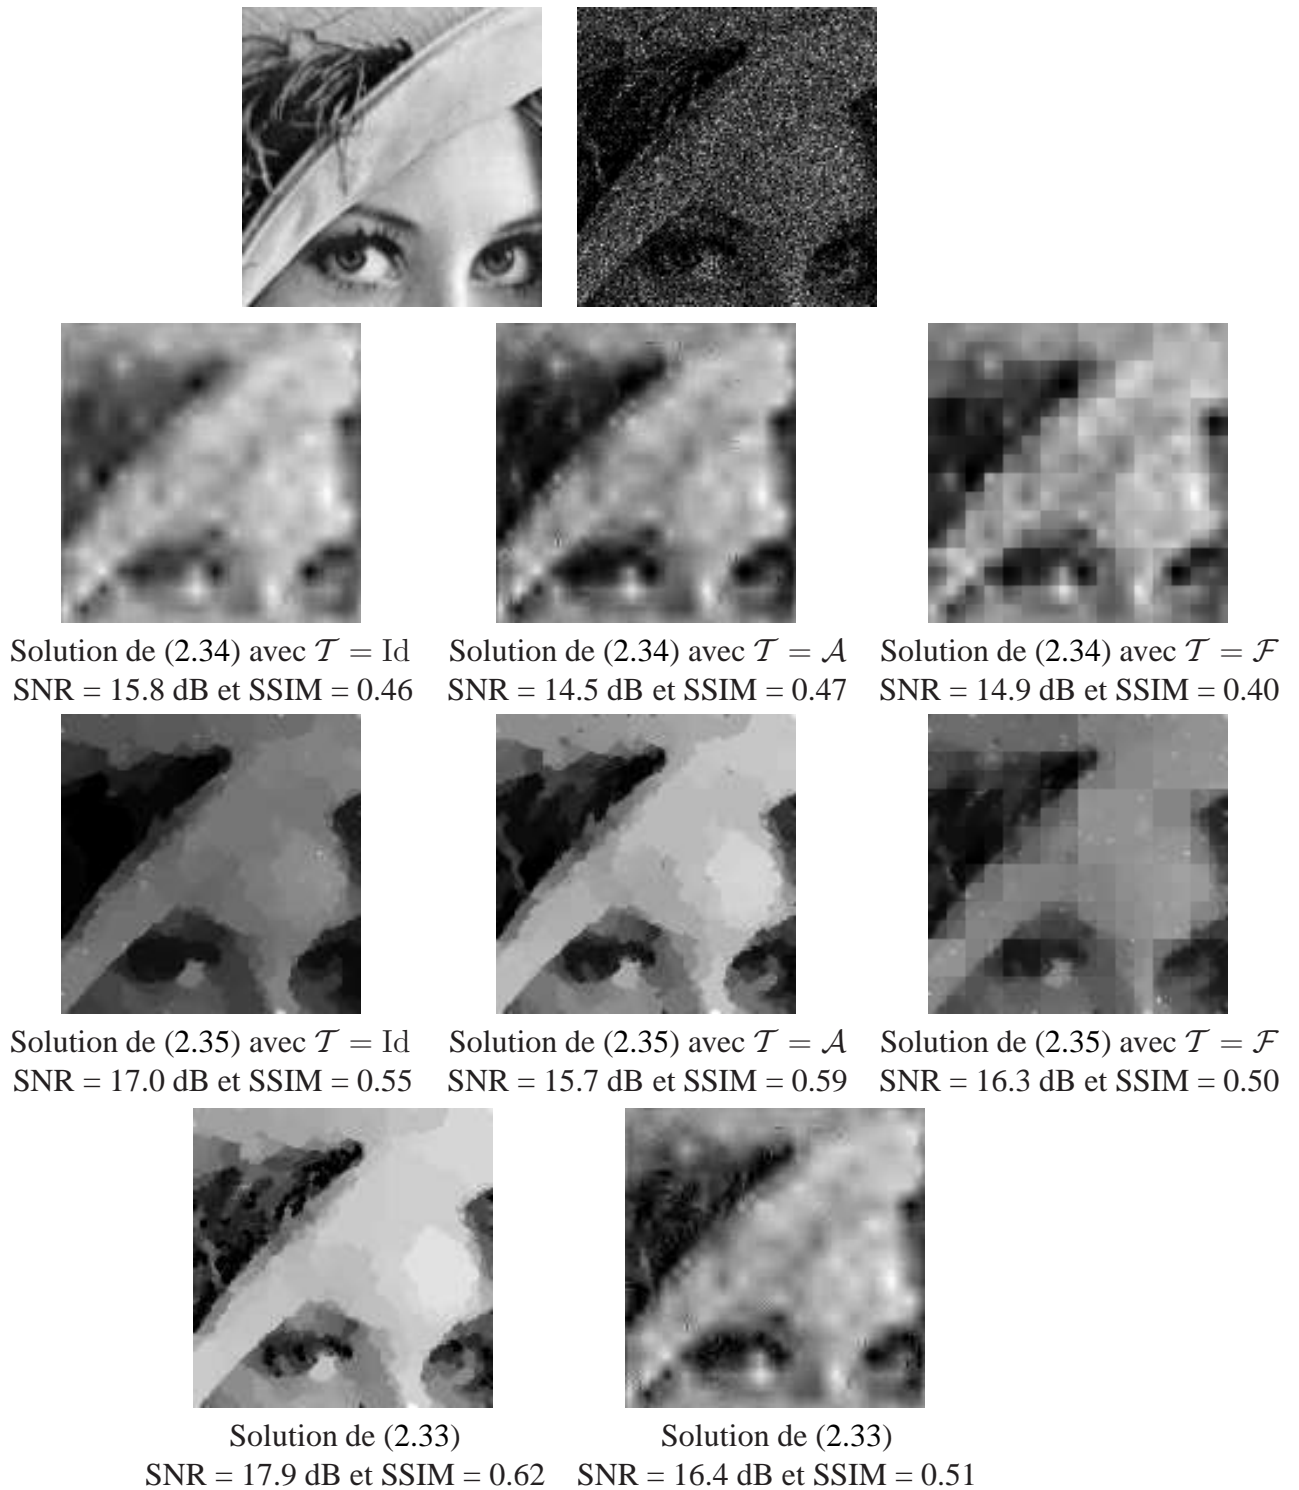 Solution de (2.34) avec 𝒯 = Id
SNR = 15.8 dB et SSIM = 0.46
Solution de (2.34) avec 𝒯 = 𝒜
SNR = 14.5 dB et SSIM = 0.47
Solution de (2.34) avec 𝒯 = ℱ
SNR = 14.9 dB et SSIM = 0.40
Solution de (2.35) avec 𝒯 = Id
SNR = 17.0 dB et SSIM = 0.55
Solution de (2.35) avec 𝒯 = 𝒜
SNR = 15.7 dB et SSIM = 0.59
Solution de (2.35) avec 𝒯 = ℱ
SNR = 16.3 dB et SSIM = 0.50
Solution de (2.33)
SNR = 17.9 dB et SSIM = 0.62
Solution de (2.33)
SNR = 16.4 dB et SSIM = 0.51